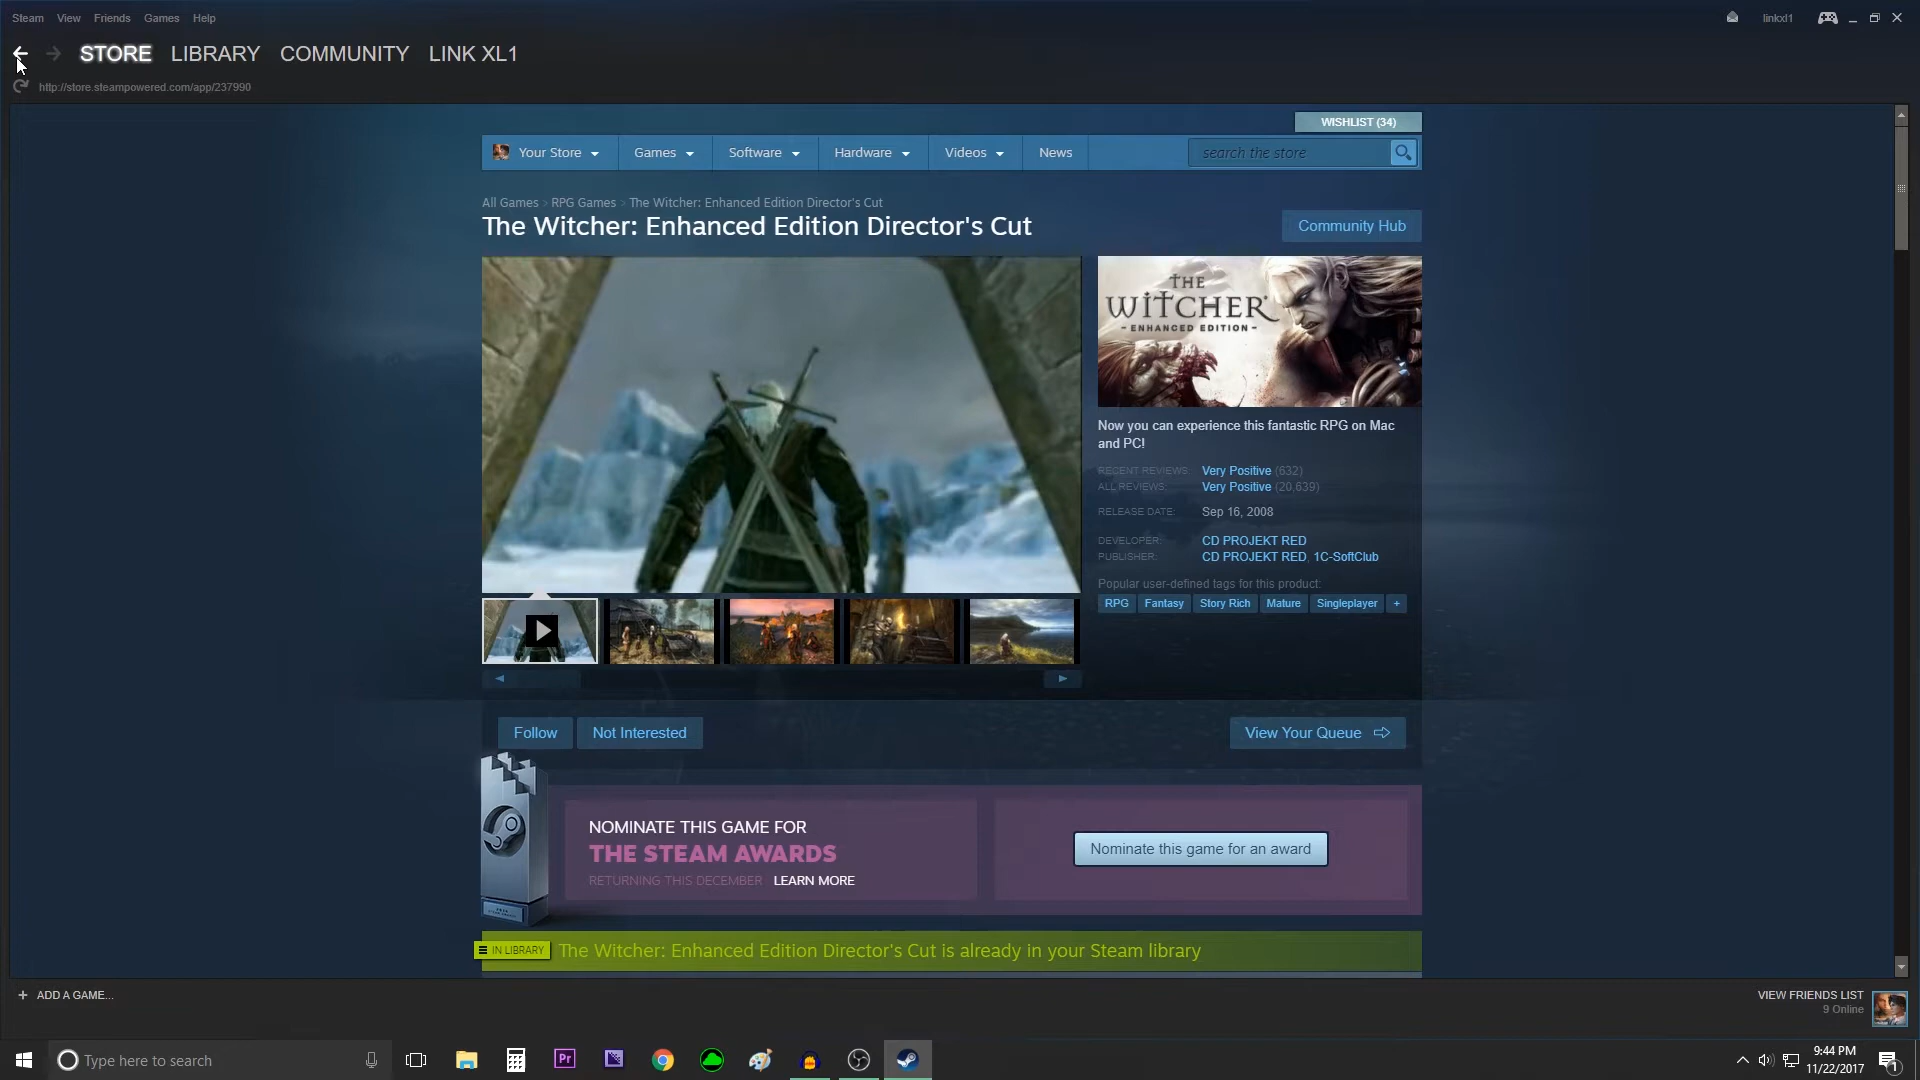 Steam View Friends Games Help
linkxl1
STORE LIBRARY COMMUNITY LINK XL1
http://store.steampowered.com/app/237990
WISHLIST (34)
Your Store Games Software Hardware Videos News search the store
All Games > RPG Games > The Witcher: Enhanced Edition Director's Cut
The Witcher: Enhanced Edition Director's Cut
Community Hub
THE
WITCHER
- ENHANCED EDITION -
Now you can experience this fantastic RPG on Mac
and PC!
RECENT REVIEWS: Very Positive (632)
ALL REVIEWS: Very Positive (20,639)
RELEASE DATE: Sep 16, 2008
DEVELOPER: CD PROJEKT RED
PUBLISHER: CD PROJEKT RED, 1C-SoftClub
Popular user-defined tags for this product:
RPG Fantasy Story Rich Mature Singleplayer +
Follow Not Interested View Your Queue
NOMINATE THIS GAME FOR
THE STEAM AWARDS
RETURNING THIS DECEMBER LEARN MORE
Nominate this game for an award
IN LIBRARY The Witcher: Enhanced Edition Director's Cut is already in your Steam library
+ ADD A GAME...
VIEW FRIENDS LIST
9 Online
Type here to search
Pr
9:44 PM
11/22/2017
1